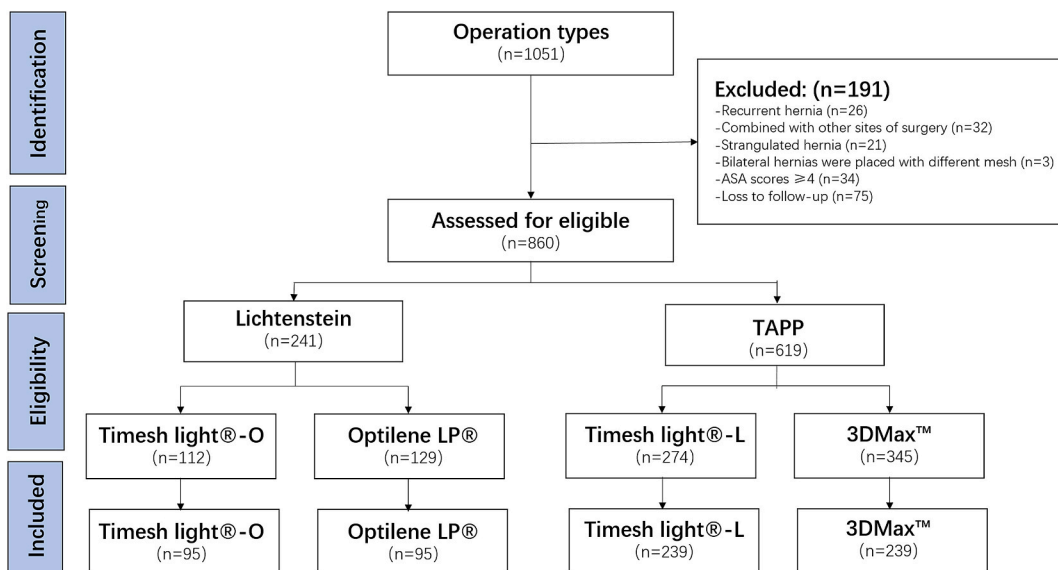 Identification
Operation types
(n=1051)
Excluded: (n=191)
-Recurrent hernia (n=26)
-Combined with other sites of surgery (n=32)
-Strangulated hernia (n=21)
-Bilateral hernias were placed with different mesh (n=3)
-ASA scores ≥4 (n=34)
-Loss to follow-up (n=75)
Screening
Assessed for eligible
(n=860)
Eligibility
Lichtenstein
(n=241)
TAPP
(n=619)
Timesh light®-O
(n=112)
Optilene LP®
(n=129)
Timesh light®-L
(n=274)
3DMax™
(n=345)
Included
Timesh light®-O
(n=95)
Optilene LP®
(n=95)
Timesh light®-L
(n=239)
3DMax™
(n=239)